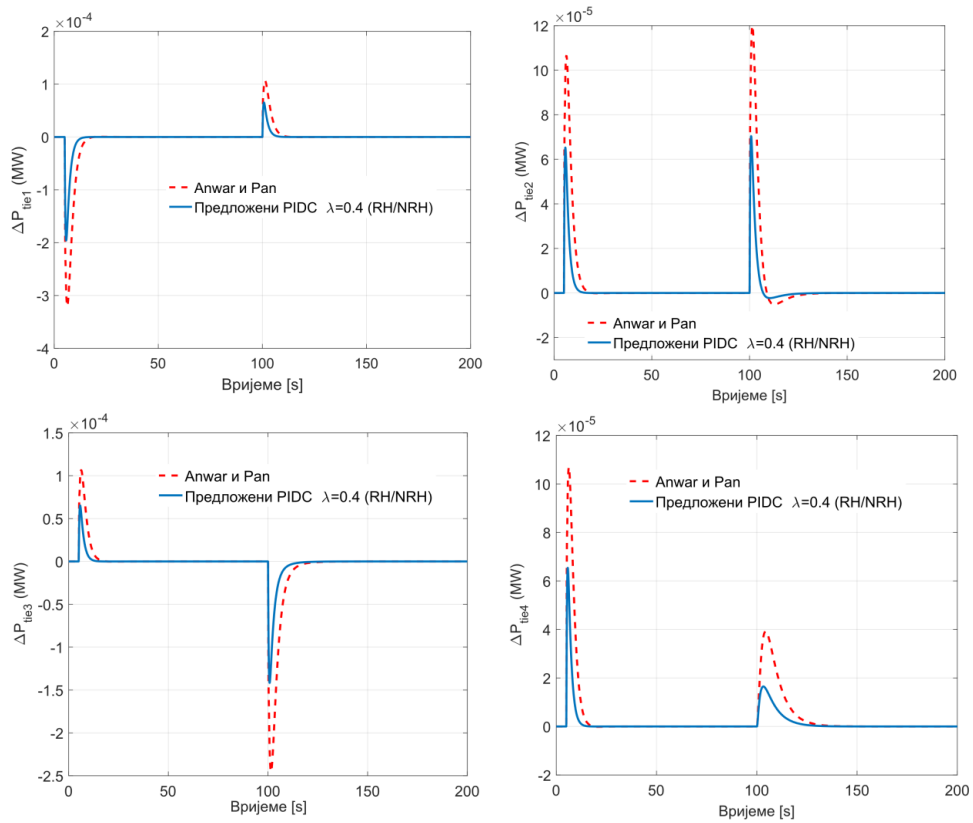 ×10⁻⁴
2
1
0
-1
-2
-3
-4
ΔP_tie1 (MW)
Anwar и Pan
Предложени PIDC λ=0.4 (RH/NRH)
0 50 100 150 200
Вријеме [s]
×10⁻⁵
12
10
8
6
4
2
0
-2
ΔP_tie2 (MW)
Anwar и Pan
Предложени PIDC λ=0.4 (RH/NRH)
0 50 100 150 200
Вријеме [s]
×10⁻⁴
1.5
1
0.5
0
-0.5
-1
-1.5
-2
-2.5
ΔP_tie3 (MW)
Anwar и Pan
Предложени PIDC λ=0.4 (RH/NRH)
0 50 100 150 200
Вријеме [s]
×10⁻⁵
12
10
8
6
4
2
0
-2
ΔP_tie4 (MW)
Anwar и Pan
Предложени PIDC λ=0.4 (RH/NRH)
0 50 100 150 200
Вријеме [s]